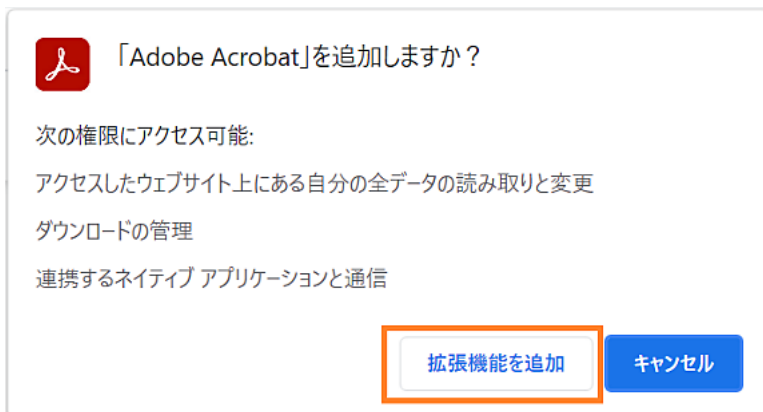 「Adobe Acrobat」を追加しますか？
次の権限にアクセス可能:
アクセスしたウェブサイト上にある自分の全データの読み取りと変更
ダウンロードの管理
連携するネイティブ アプリケーションと通信
拡張機能を追加 キャンセル